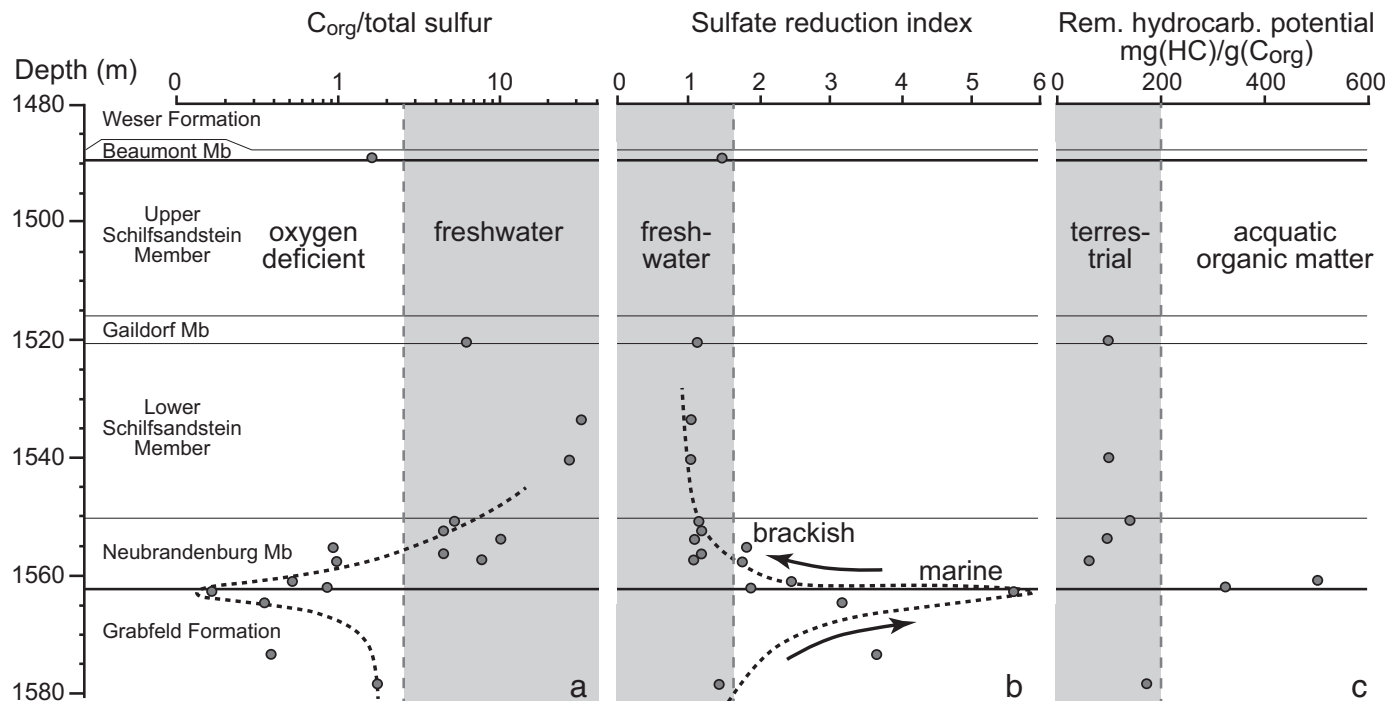 Corg/total sulfur
Sulfate reduction index
Rem. hydrocarb. potential
mg(HC)/g(Corg)
Depth (m)
0 1 10
0 1 2 3 4 5 6
0 200 400 600
1480
Weser Formation
Beaumont Mb
1500
Upper
Schilfsandstein
Member
oxygen
deficient
freshwater
fresh-
water
terres-
trial
acquatic
organic matter
Gaildorf Mb
1520
Lower
Schilfsandstein
Member
1540
brackish
Neubrandenburg Mb
marine
1560
Grabfeld Formation
1580
a
b
c